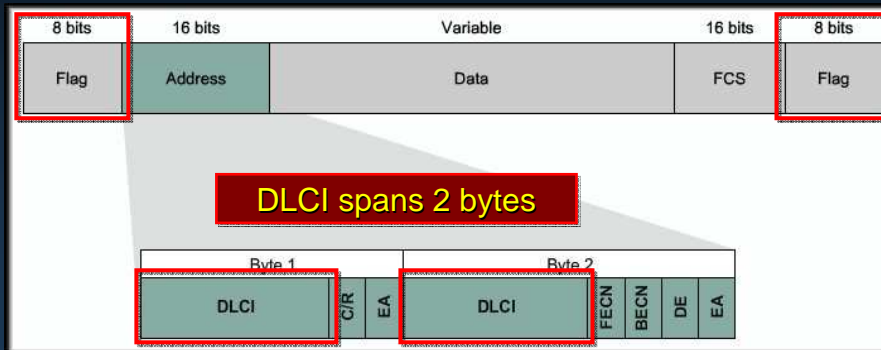 8 bits 16 bits Variable 16 bits 8 bits
Flag Address Data FCS Flag
DLCI spans 2 bytes
Byte 1 Byte 2
DLCI C/R EA DLCI FECN BECN DE EA